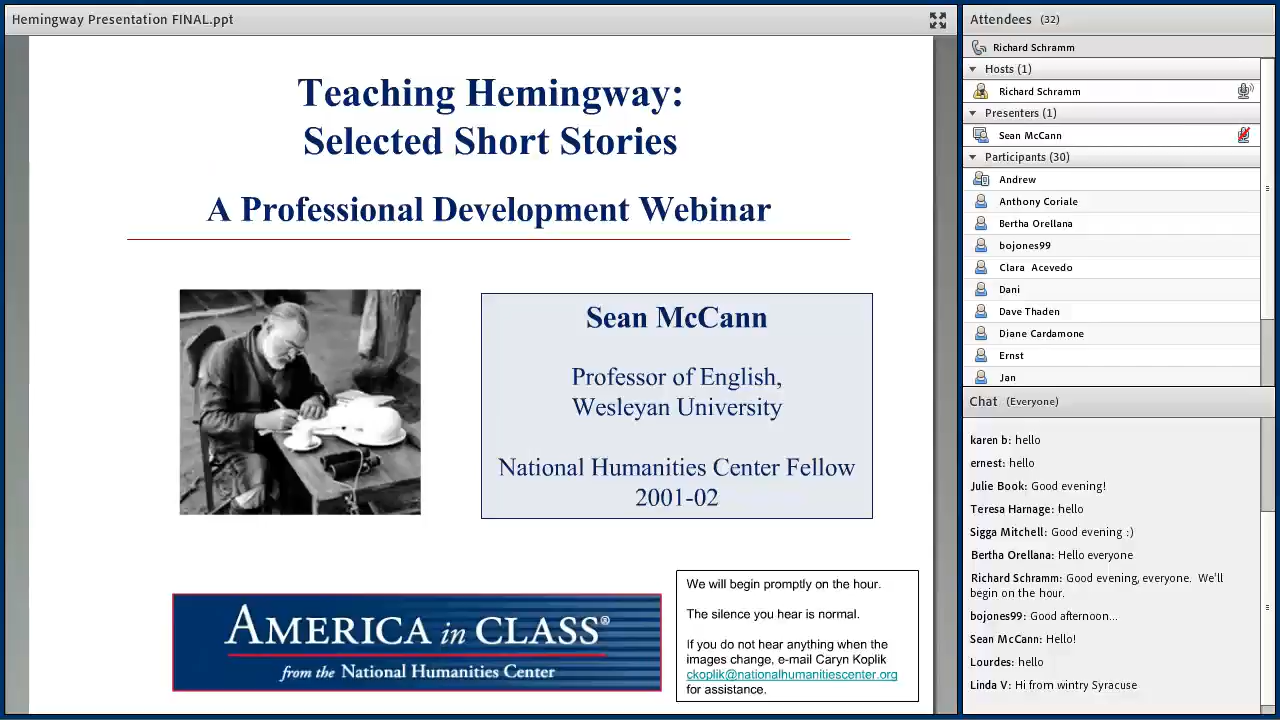 Hemingway Presentation FINAL.ppt
Teaching Hemingway:
Selected Short Stories
A Professional Development Webinar
Sean McCann
Professor of English,
Wesleyan University
National Humanities Center Fellow
2001-02
AMERICA in CLASS®
from the National Humanities Center
We will begin promptly on the hour.
The silence you hear is normal.
If you do not hear anything when the
images change, e-mail Caryn Koplik
ckoplik@nationalhumanitiescenter.org
for assistance.
Attendees (32)
Richard Schramm
Hosts (1)
Richard Schramm
Presenters (1)
Sean McCann
Participants (30)
Andrew
Anthony Coriale
Bertha Orellana
bojones99
Clara Acevedo
Dani
Dave Thaden
Diane Cardamone
Ernst
Jan
Chat (Everyone)
karen b: hello
ernest: hello
Julie Book: Good evening!
Teresa Harnage: hello
Sigga Mitchell: Good evening :)
Bertha Orellana: Hello everyone
Richard Schramm: Good evening, everyone. We'll
begin on the hour.
bojones99: Good afternoon...
Sean McCann: Hello!
Lourdes: hello
Linda V: Hi from wintry Syracuse